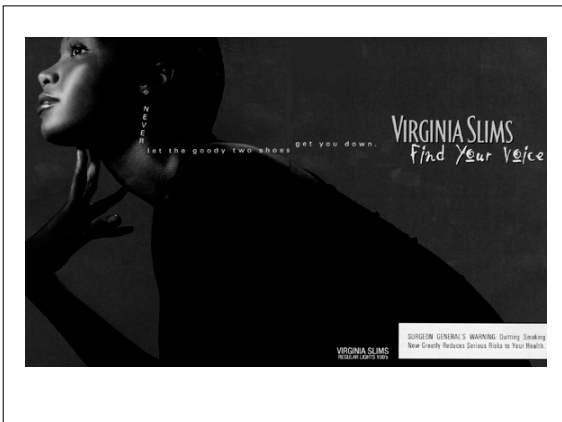 NEVER
let the goody two shoes
get you down.
VIRGINIA SLIMS
Find Your Voice
VIRGINIA SLIMS
REGULAR LIGHTS 100's
SURGEON GENERAL'S WARNING: Quitting Smoking
Now Greatly Reduces Serious Risks to Your Health.